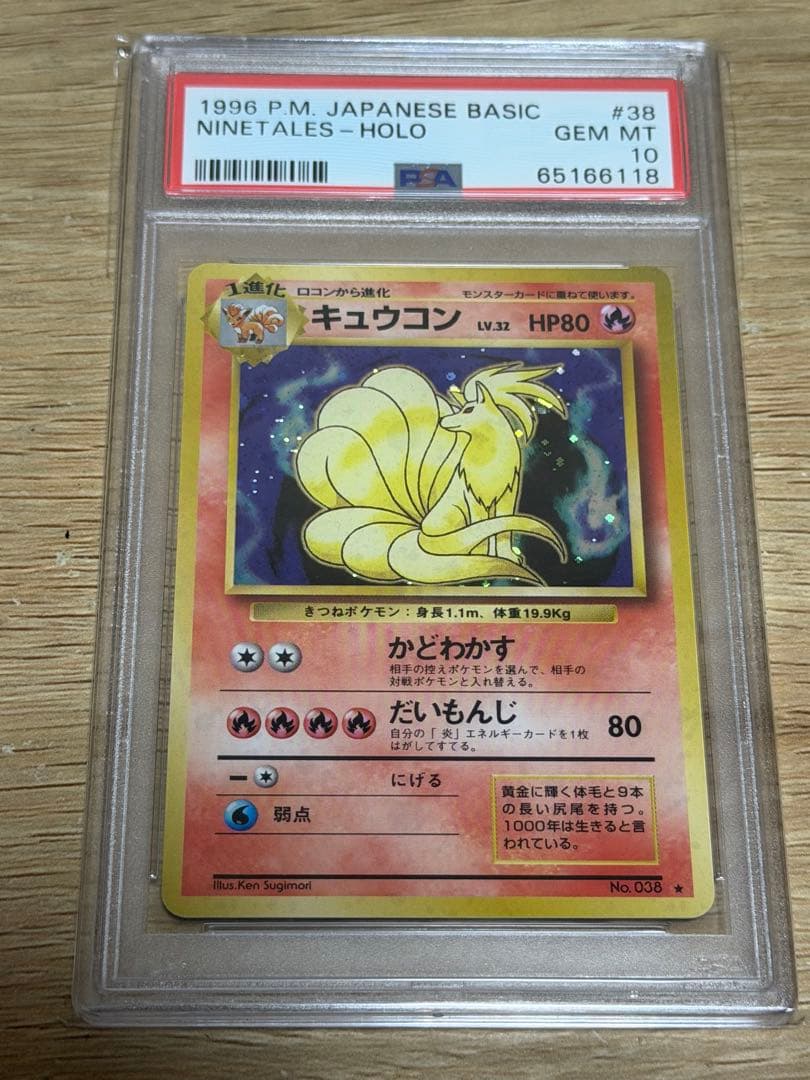 1996 P.M. JAPANESE BASIC #38
NINETALES - HOLO GEM MT
10
PSA 65166118
1進化 ロコンから進化 モンスターカードに重ねて使います。
キュウコン LV.32 HP80
きつねポケモン：身長1.1m、体重19.9Kg
かどわかす
相手の控えポケモンを選んで、相手の
対戦ポケモンと入れ替える。
だいもんじ 80
自分の「炎」エネルギーカードを1枚
はがしてすてる。
にげる
弱点
黄金に輝く体毛と9本
の長い尻尾を持つ。
1000年は生きると言
われている。
Illus.Ken Sugimori No.038 ★